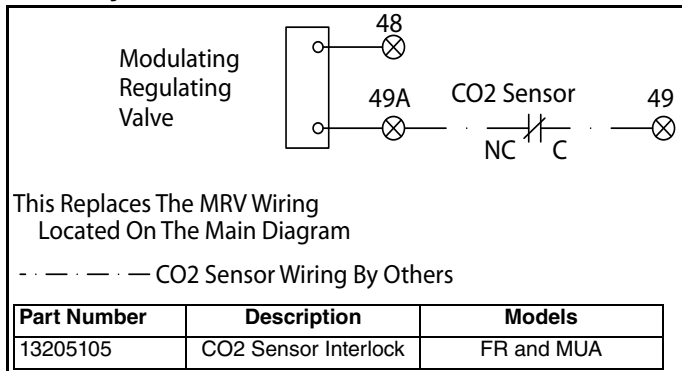 48
Modulating
Regulating
Valve
49A CO2 Sensor 49
NC C
This Replaces The MRV Wiring
Located On The Main Diagram
CO2 Sensor Wiring By Others
Part Number Description Models
13205105 CO2 Sensor Interlock FR and MUA